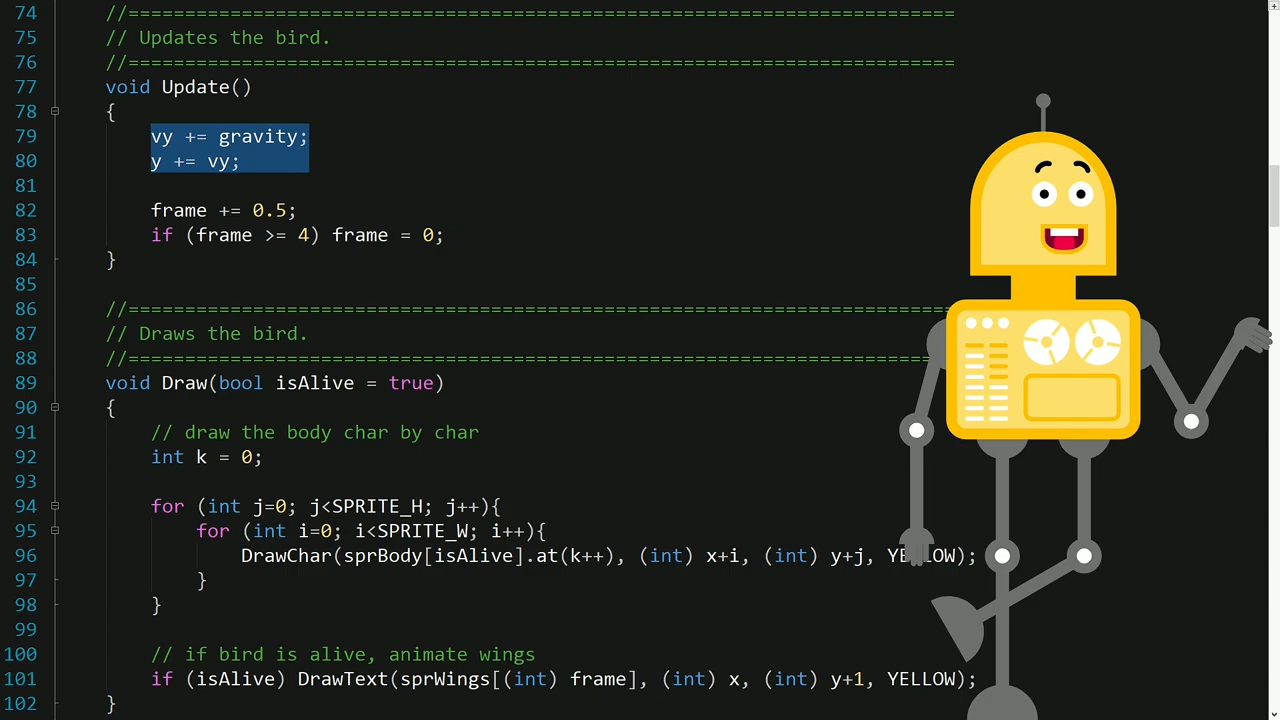 74 //=========================================================================
75 // Updates the bird.
76 //=========================================================================
77 void Update()
78 {
79 vy += gravity;
80 y += vy;
81
82 frame += 0.5;
83 if (frame >= 4) frame = 0;
84 }
85
86 //=========================================================================
87 // Draws the bird.
88 //=========================================================================
89 void Draw(bool isAlive = true)
90 {
91 // draw the body char by char
92 int k = 0;
93
94 for (int j=0; j<SPRITE_H; j++){
95 for (int i=0; i<SPRITE_W; i++){
96 DrawChar(sprBody[isAlive].at(k++), (int) x+i, (int) y+j, YELLOW);
97 }
98 }
99
100 // if bird is alive, animate wings
101 if (isAlive) DrawText(sprWings[(int) frame], (int) x, (int) y+1, YELLOW);
102 }